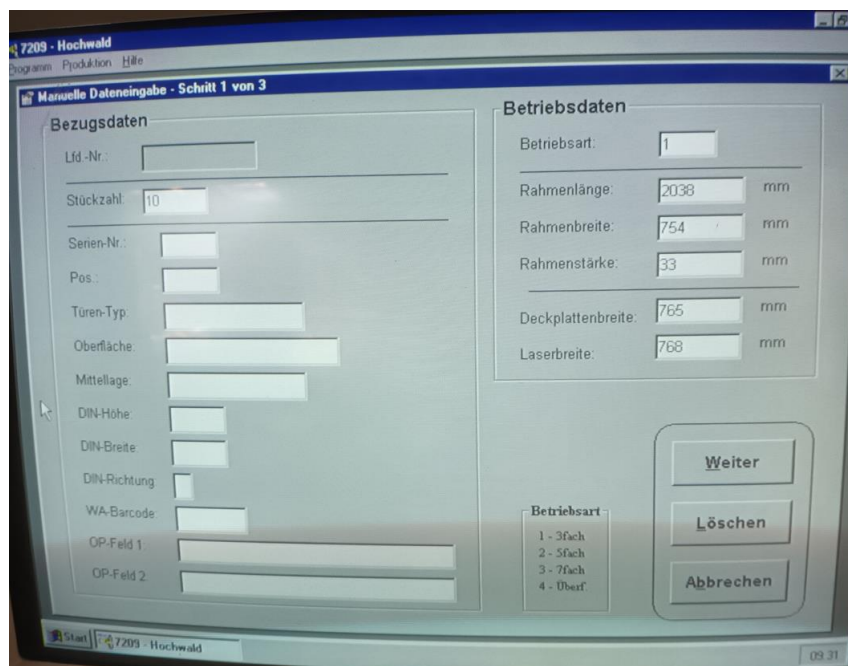 7209 - Hochwald
Programm Produktion Hilfe
Manuelle Dateneingabe - Schritt 1 von 3
Bezugsdaten
Lfd.-Nr.:
Stückzahl: 10
Serien-Nr.:
Pos.:
Türen-Typ:
Oberfläche:
Mittellage:
DIN-Höhe:
DIN-Breite:
DIN-Richtung:
WA-Barcode:
OP-Feld 1:
OP-Feld 2:
Betriebsdaten
Betriebsart: 1
Rahmenlänge: 2038 mm
Rahmenbreite: 754 mm
Rahmenstärke: 33 mm
Deckplattenbreite: 765 mm
Laserbreite: 768 mm
Betriebsart
1 - 3fach
2 - 5fach
3 - 7fach
4 - Überf.
Weiter
Löschen
Abbrechen
Start 7209 - Hochwald
09:31